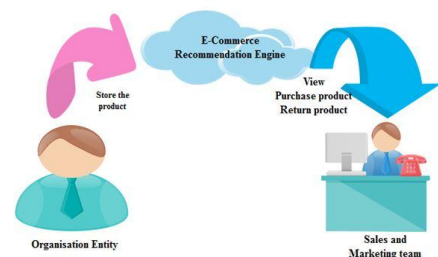 E-Commerce
Recommendation Engine
Store the
product
View
Purchase product
Return product
Organisation Entity
Sales and
Marketing team